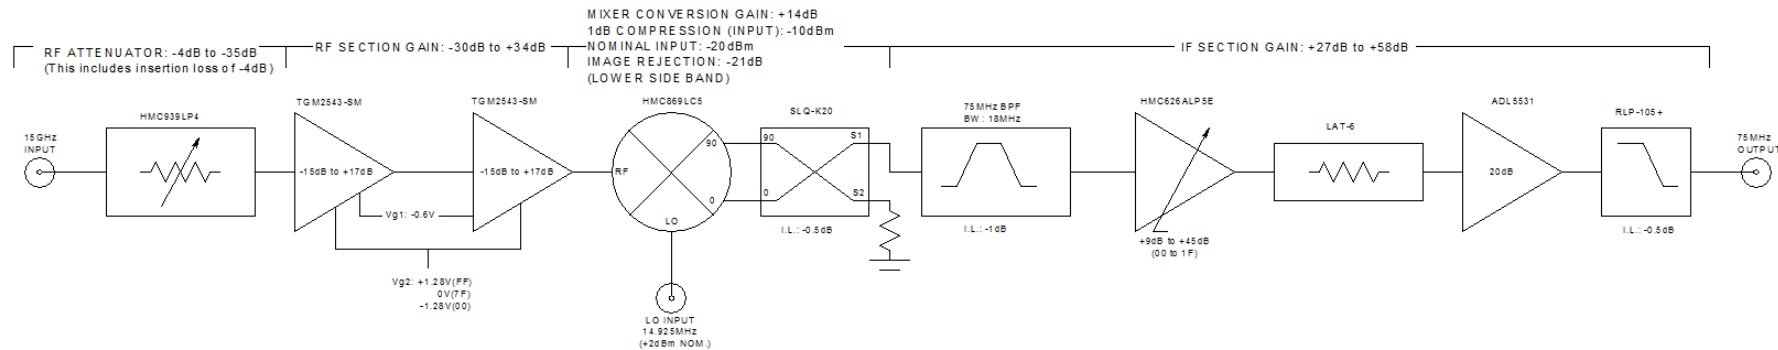 MIXER CONVERSION GAIN: +14dB
1dB COMPRESSION (INPUT): -10dBm
NOMINAL INPUT: -20dBm
IMAGE REJECTION: -21dB
(LOWER SIDE BAND)
RF ATTENUATOR: -4dB to -35dB
(This includes insertion loss of -4dB)
RF SECTION GAIN: -30dB to +34dB
IF SECTION GAIN: +27dB to +58dB
15GHz
INPUT
HMC939LP4
TGM2543-SM
-15dB to +17dB
Vg1: -0.6V
TGM2543-SM
-15dB to +17dB
Vg2: +1.28V(FF)
0V(7F)
-1.28V(00)
HMC869LC5
RF
90
0
LO
LO INPUT
14.925MHz
(+2dBm NOM.)
SLQ-K20
90
S1
0
S2
I.L.: -0.5dB
75MHz BPF
BW: 18MHz
I.L.: -1dB
HMC626ALP5E
+9dB to +45dB
(00 to 1F)
LAT-6
ADL5531
20dB
RLP-105+
I.L.: -0.5dB
75MHz
OUTPUT